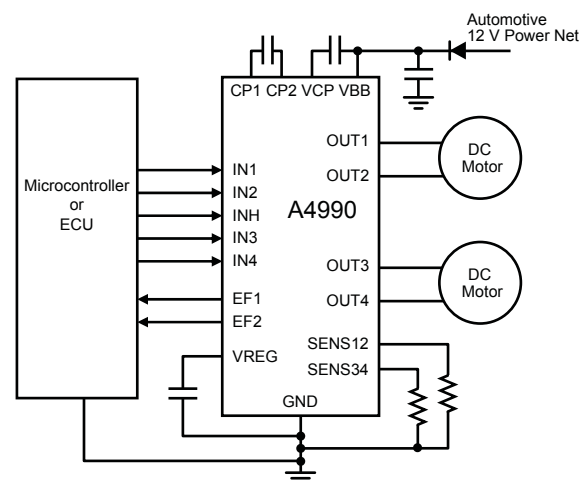 Automotive
12 V Power Net
CP1 CP2 VCP VBB
Microcontroller
or
ECU
IN1
IN2
INH
IN3
IN4
EF1
EF2
VREG
A4990
OUT1
OUT2
OUT3
OUT4
SENS12
SENS34
GND
DC
Motor
DC
Motor